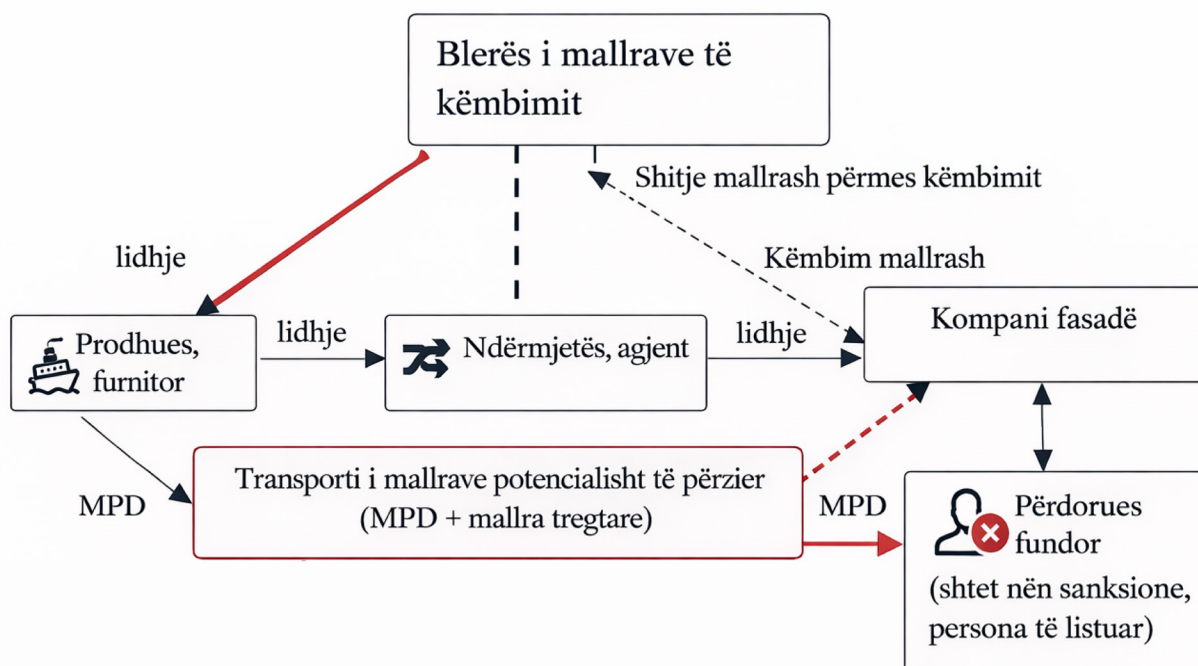 Blerës i mallrave të
këmbimit
Shitje mallrash përmes këmbimit
lidhje
Këmbim mallrash
Prodhues,
furnitor
lidhje
Ndërmjetës, agjent
lidhje
Kompani fasadë
MPD
Transporti i mallrave potencialisht të përzier
(MPD + mallra tregtare)
MPD
Përdorues
fundor
(shtet nën sanksione,
persona të listuar)